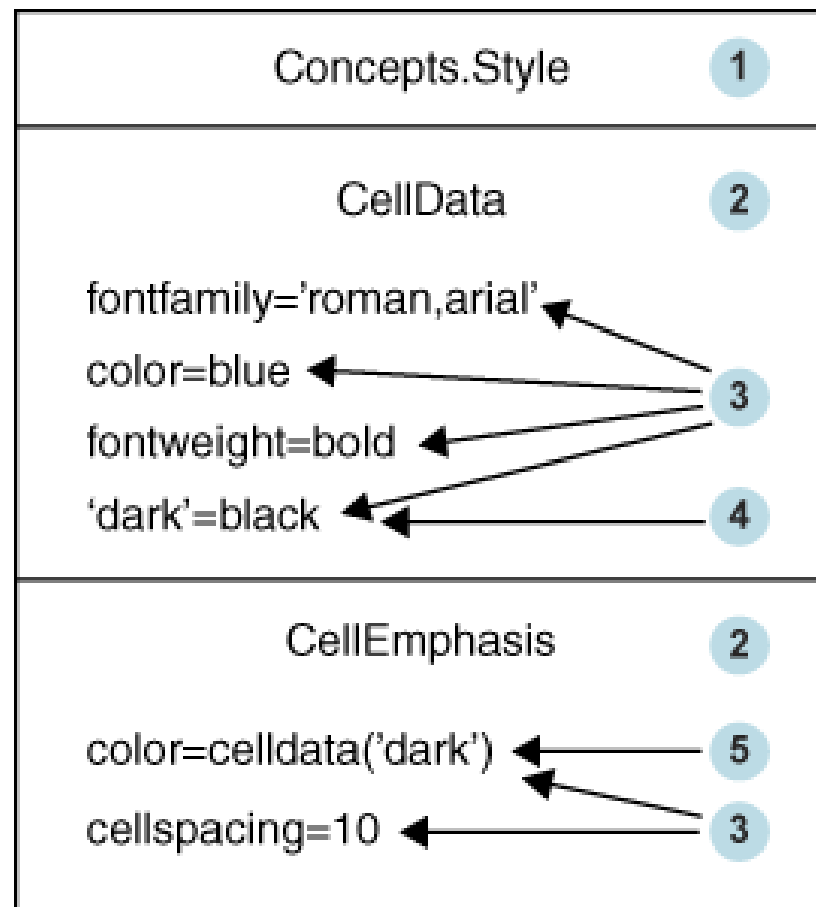 Concepts.Style 1
CellData 2
fontfamily=’roman,arial’
color=blue
3
fontweight=bold
‘dark’=black 4
CellEmphasis 2
color=celldata(’dark’) 5
cellspacing=10 3